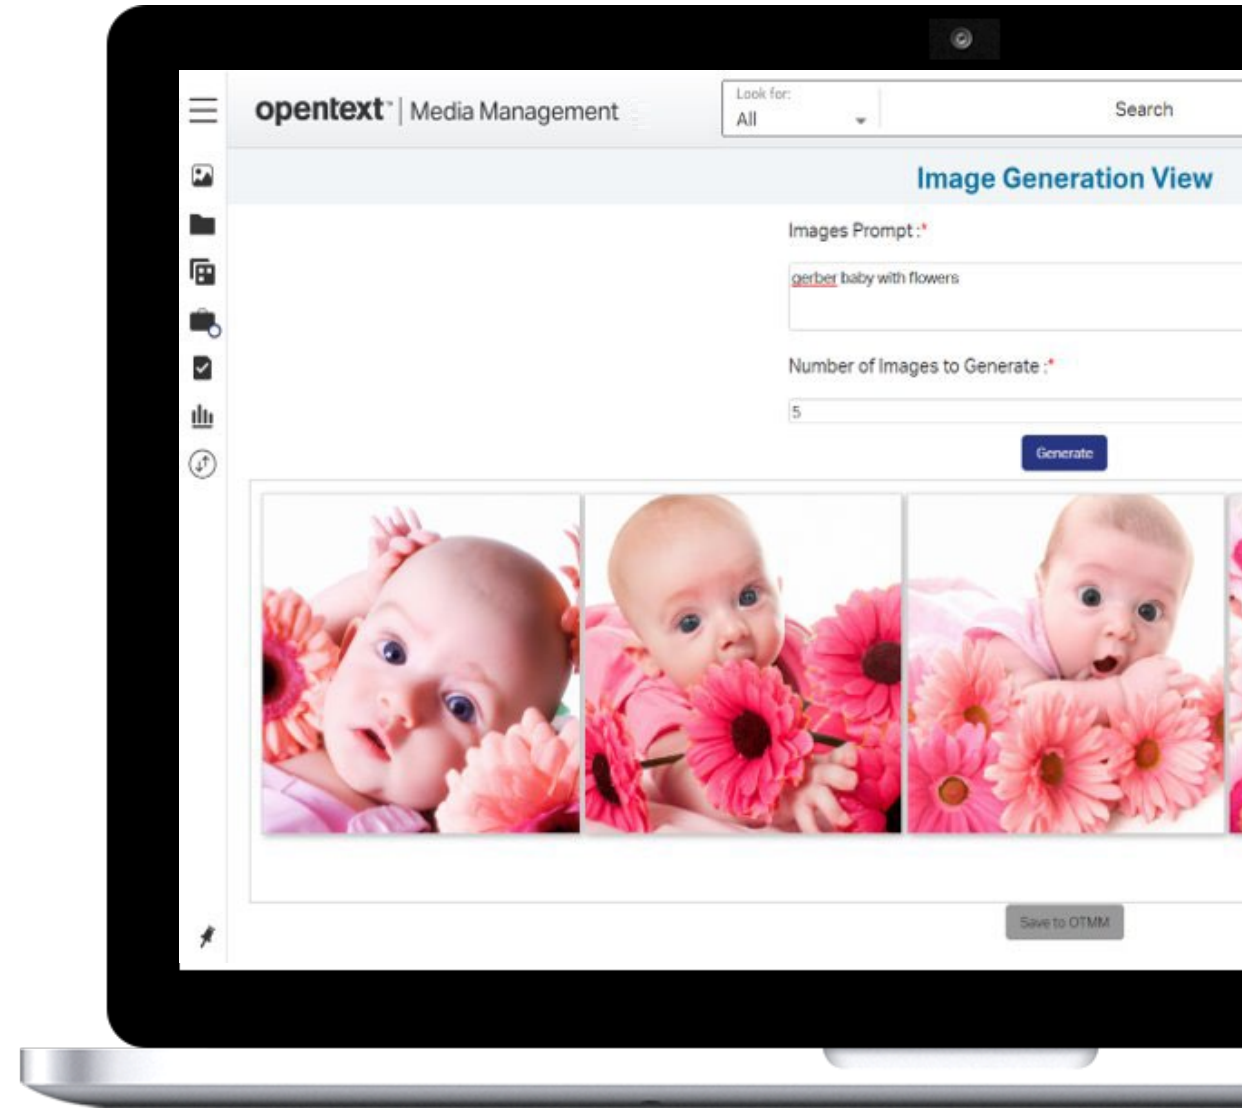 opentext™ | Media Management
Look for:
All
Search
Image Generation View
Images Prompt :*
gerber baby with flowers
Number of Images to Generate :*
5
Generate
Save to OTMM